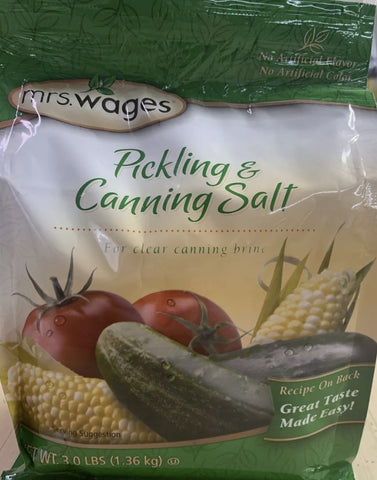 No Artificial Flavor
No Artificial Color
mrs. wages
Pickling &
Canning Salt
For clear canning brine
Recipe On Back
Great Taste
Made Easy!
Serving Suggestion
NET WT. 3.0 LBS (1.36 kg) U